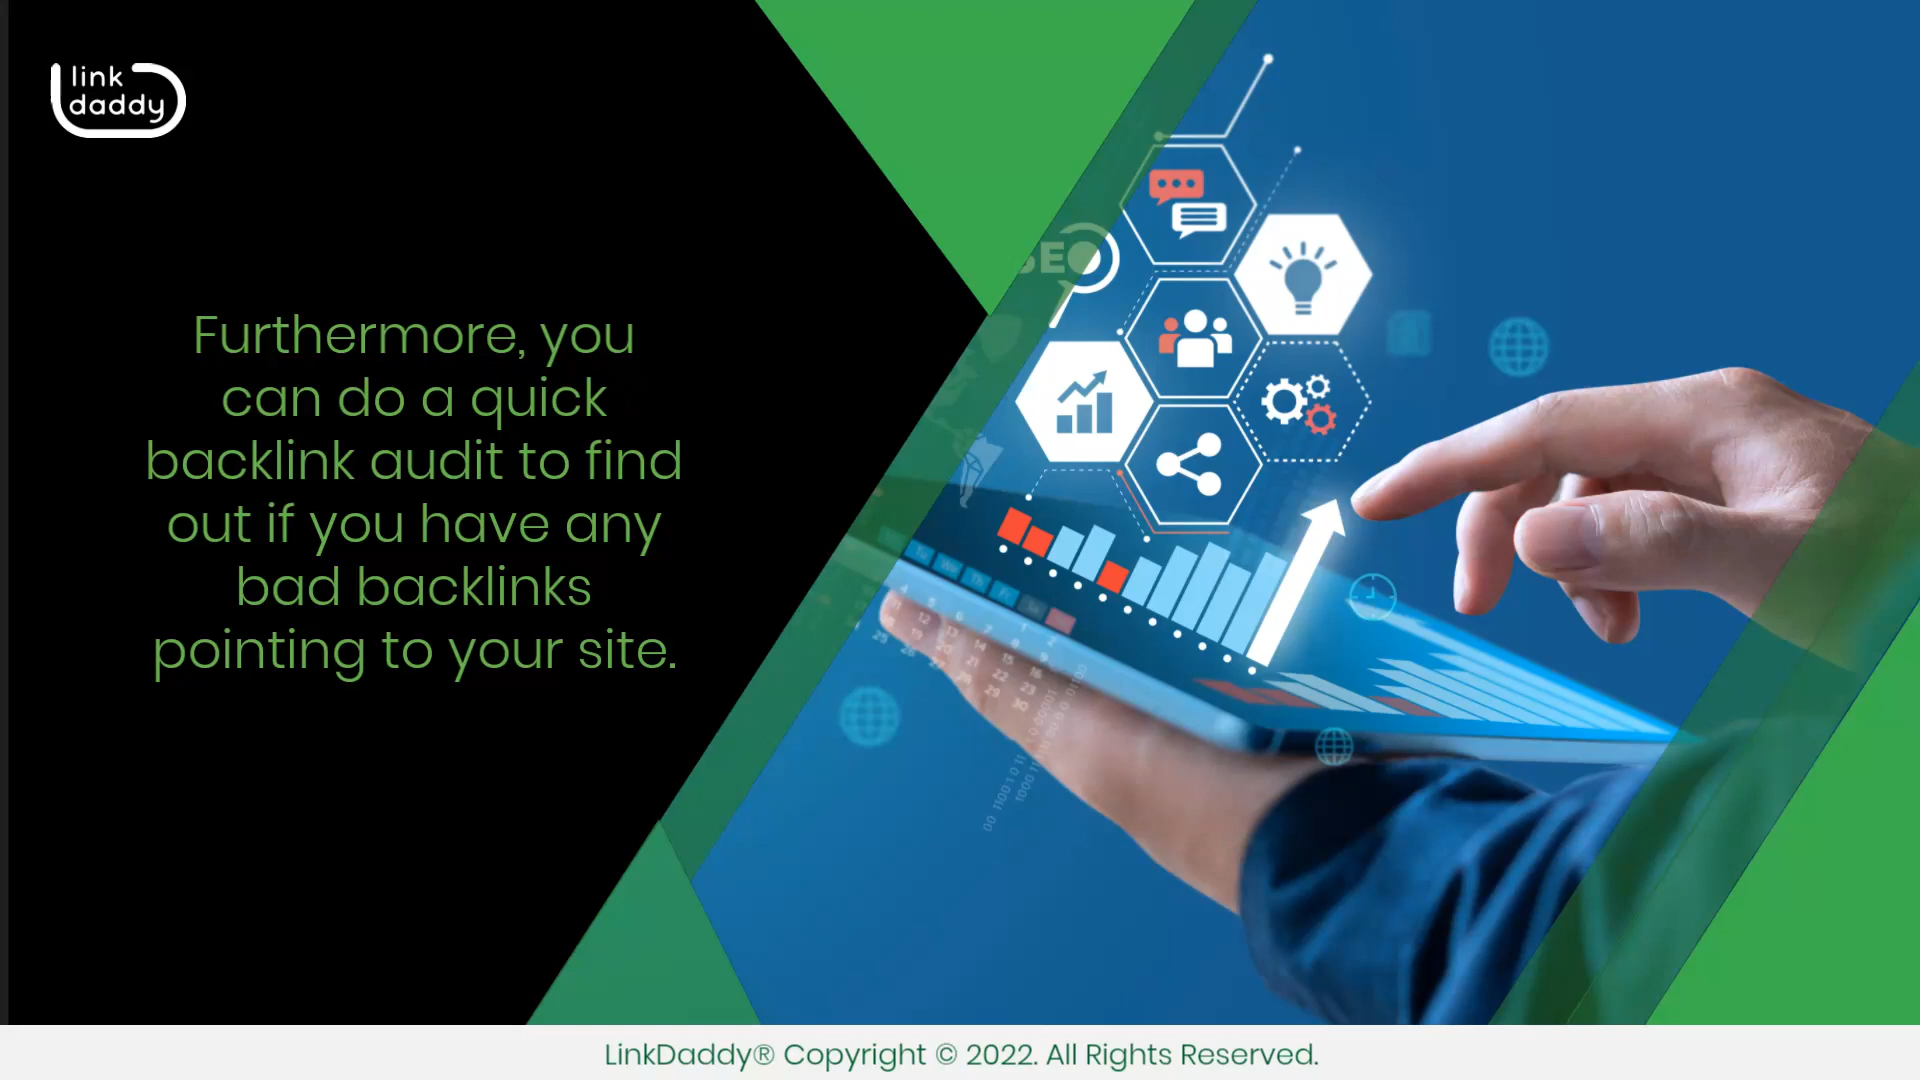 link
daddy
Furthermore, you
can do a quick
backlink audit to find
out if you have any
bad backlinks
pointing to your site.
SEO
LinkDaddy® Copyright © 2022. All Rights Reserved.